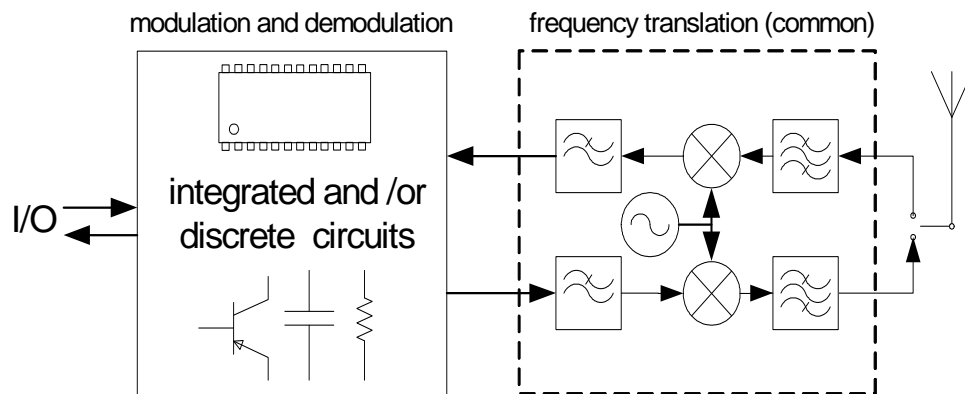 modulation and demodulation
frequency translation (common)
integrated and /or
discrete circuits
I/O